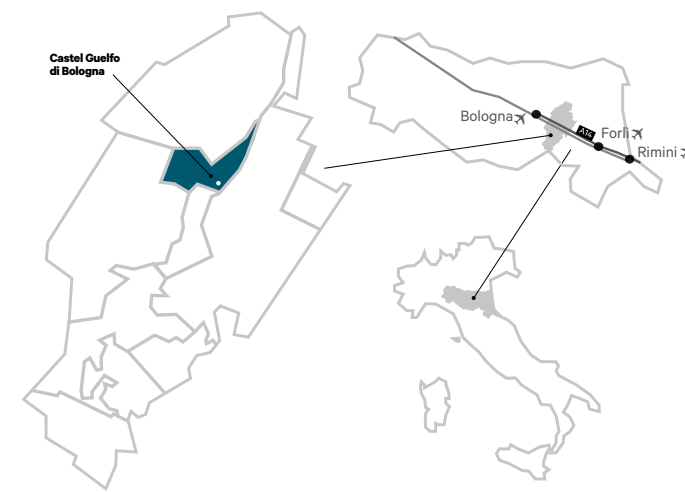 Castel Guelfo
di Bologna
Bologna
A14
Forlì
Rimini